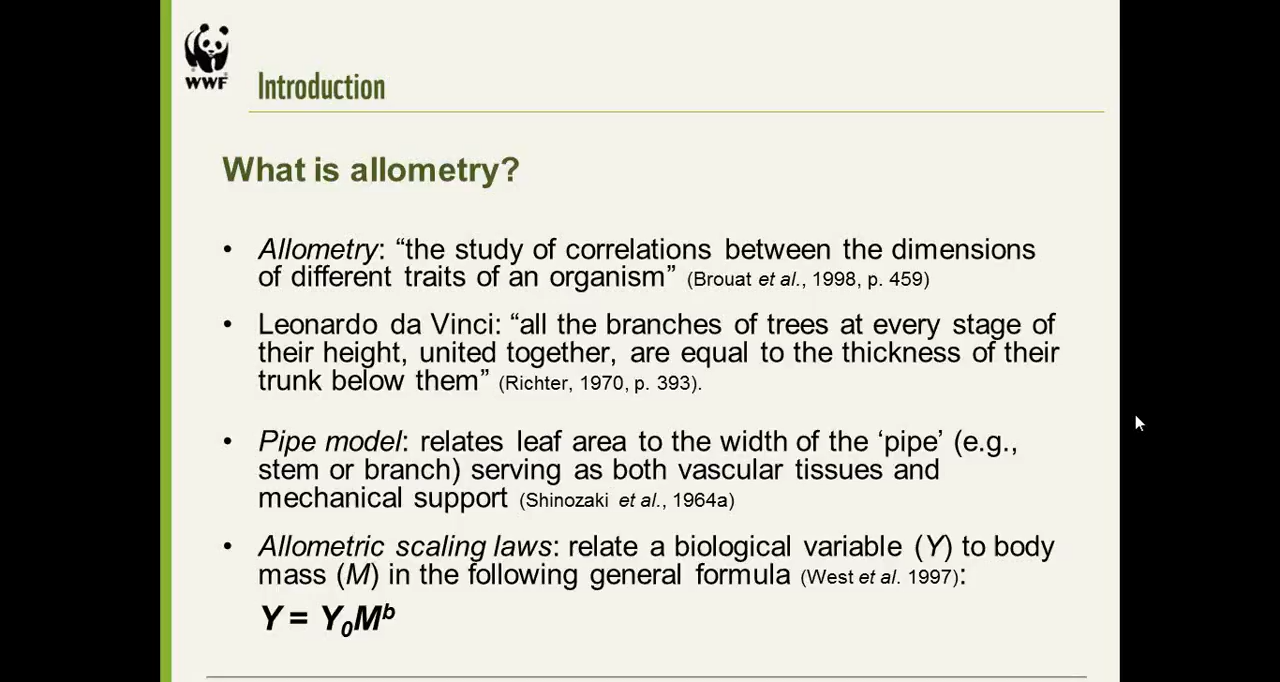 WWF
Introduction
What is allometry?
• Allometry: “the study of correlations between the dimensions
of different traits of an organism” (Brouat et al., 1998, p. 459)
• Leonardo da Vinci: “all the branches of trees at every stage of
their height, united together, are equal to the thickness of their
trunk below them” (Richter, 1970, p. 393).
• Pipe model: relates leaf area to the width of the ‘pipe’ (e.g.,
stem or branch) serving as both vascular tissues and
mechanical support (Shinozaki et al., 1964a)
• Allometric scaling laws: relate a biological variable (Y) to body
mass (M) in the following general formula (West et al. 1997):
Y = Y₀Mᵇ